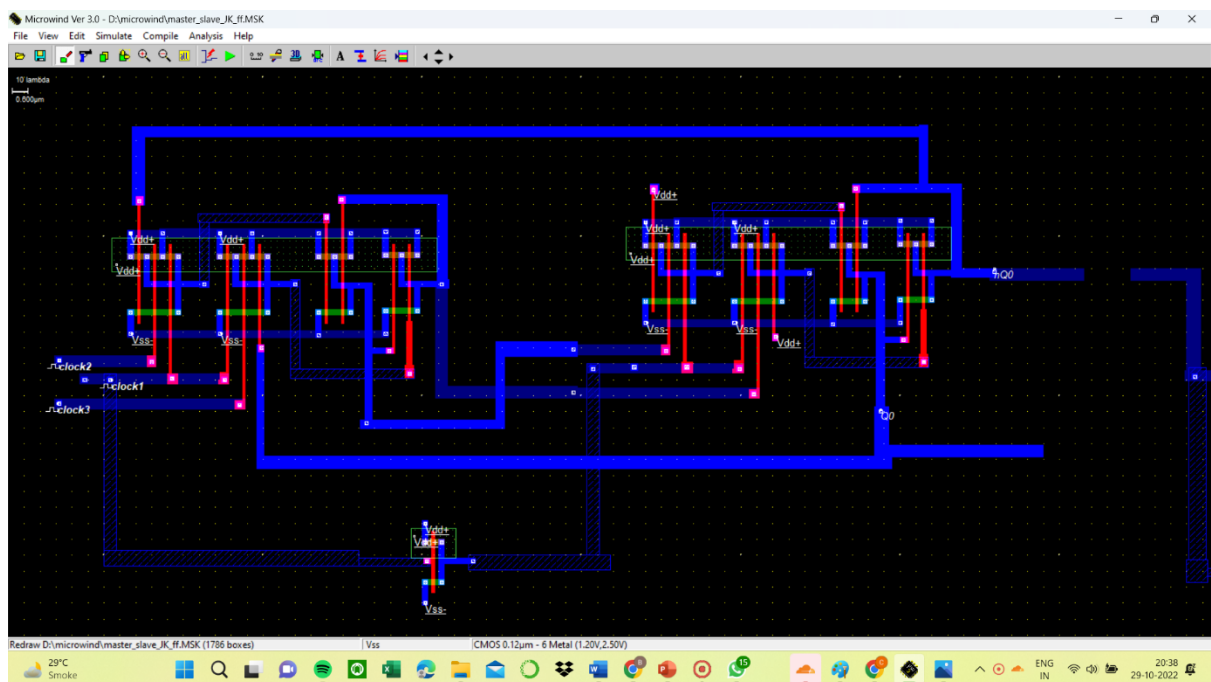 Microwind Ver 3.0 - D:\microwind\master_slave_JK_ff.MSK
File View Edit Simulate Compile Analysis Help
10 lambda
0.600µm
Vdd+
Vdd+ Vdd+ Vdd+ Vdd+
Vdd+ Vdd+
nQ0
Vss- Vss- Vss- Vss-
Vdd+
clock2
clock1
clock3
Q0
Vdd+
Vdd+
Vss-
Redraw D:\microwind\master_slave_JK_ff.MSK (1786 boxes) Vss CMOS 0.12µm - 6 Metal (1.20V,2.50V)
29°C
Smoke
ENG
IN
20:38
29-10-2022